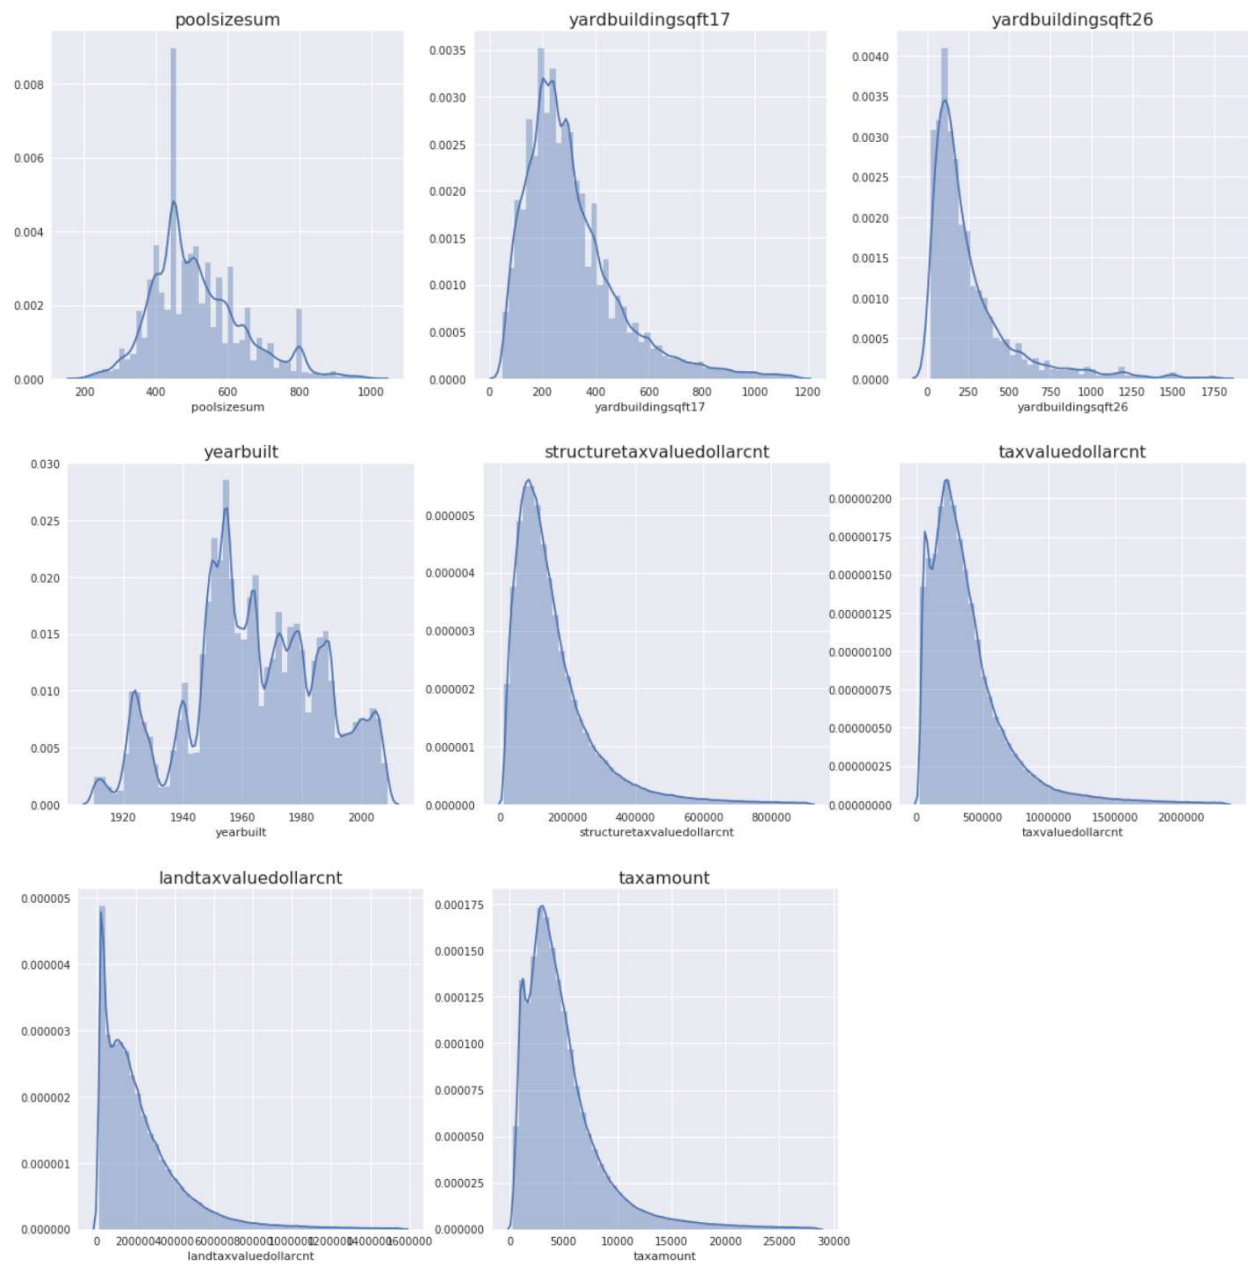 poolsizesum
yardbuildingsqft17
yardbuildingsqft26
0.008
0.006
0.004
0.002
0.000
200 400 600 800 1000
poolsizesum
0.0035
0.0030
0.0025
0.0020
0.0015
0.0010
0.0005
0.0000
0 200 400 600 800 1000 1200
yardbuildingsqft17
0.0040
0.0035
0.0030
0.0025
0.0020
0.0015
0.0010
0.0005
0.0000
0 250 500 750 1000 1250 1500 1750
yardbuildingsqft26
yearbuilt
structuretaxvaluedollarcnt
taxvaluedollarcnt
0.030
0.025
0.020
0.015
0.010
0.005
0.000
1920 1940 1960 1980 2000
yearbuilt
0.000005
0.000004
0.000003
0.000002
0.000001
0.000000
0 200000 400000 600000 800000
structuretaxvaluedollarcnt
0.00000200
0.00000175
0.00000150
0.00000125
0.00000100
0.00000075
0.00000050
0.00000025
0.00000000
0 500000 1000000 1500000 2000000
taxvaluedollarcnt
landtaxvaluedollarcnt
taxamount
0.000005
0.000004
0.000003
0.000002
0.000001
0.000000
0 200000 400000 600000 800000 1000000 1200000 1400000 1600000
landtaxvaluedollarcnt
0.000175
0.000150
0.000125
0.000100
0.000075
0.000050
0.000025
0.000000
0 5000 10000 15000 20000 25000 30000
taxamount